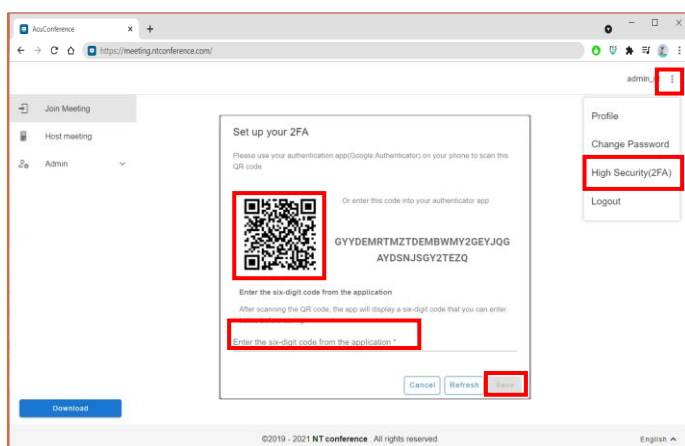 AcuConference
https://meeting.ntconference.com/
admin_
Join Meeting
Host meeting
Admin
Profile
Change Password
High Security(2FA)
Logout
Set up your 2FA
Please use your authentication app(Google Authenticator) on your phone to scan this
QR code
Or enter this code into your authenticator app
GYYDEMRTMZTDEMBWMY2GEYJQG
AYDSNJSGY2TEZQ
Enter the six-digit code from the application
After scanning the QR code, the app will display a six-digit code that you can enter
Enter the six-digit code from the application *
Cancel
Refresh
Save
Download
©2019 - 2021 NT conference All rights reserved.
English